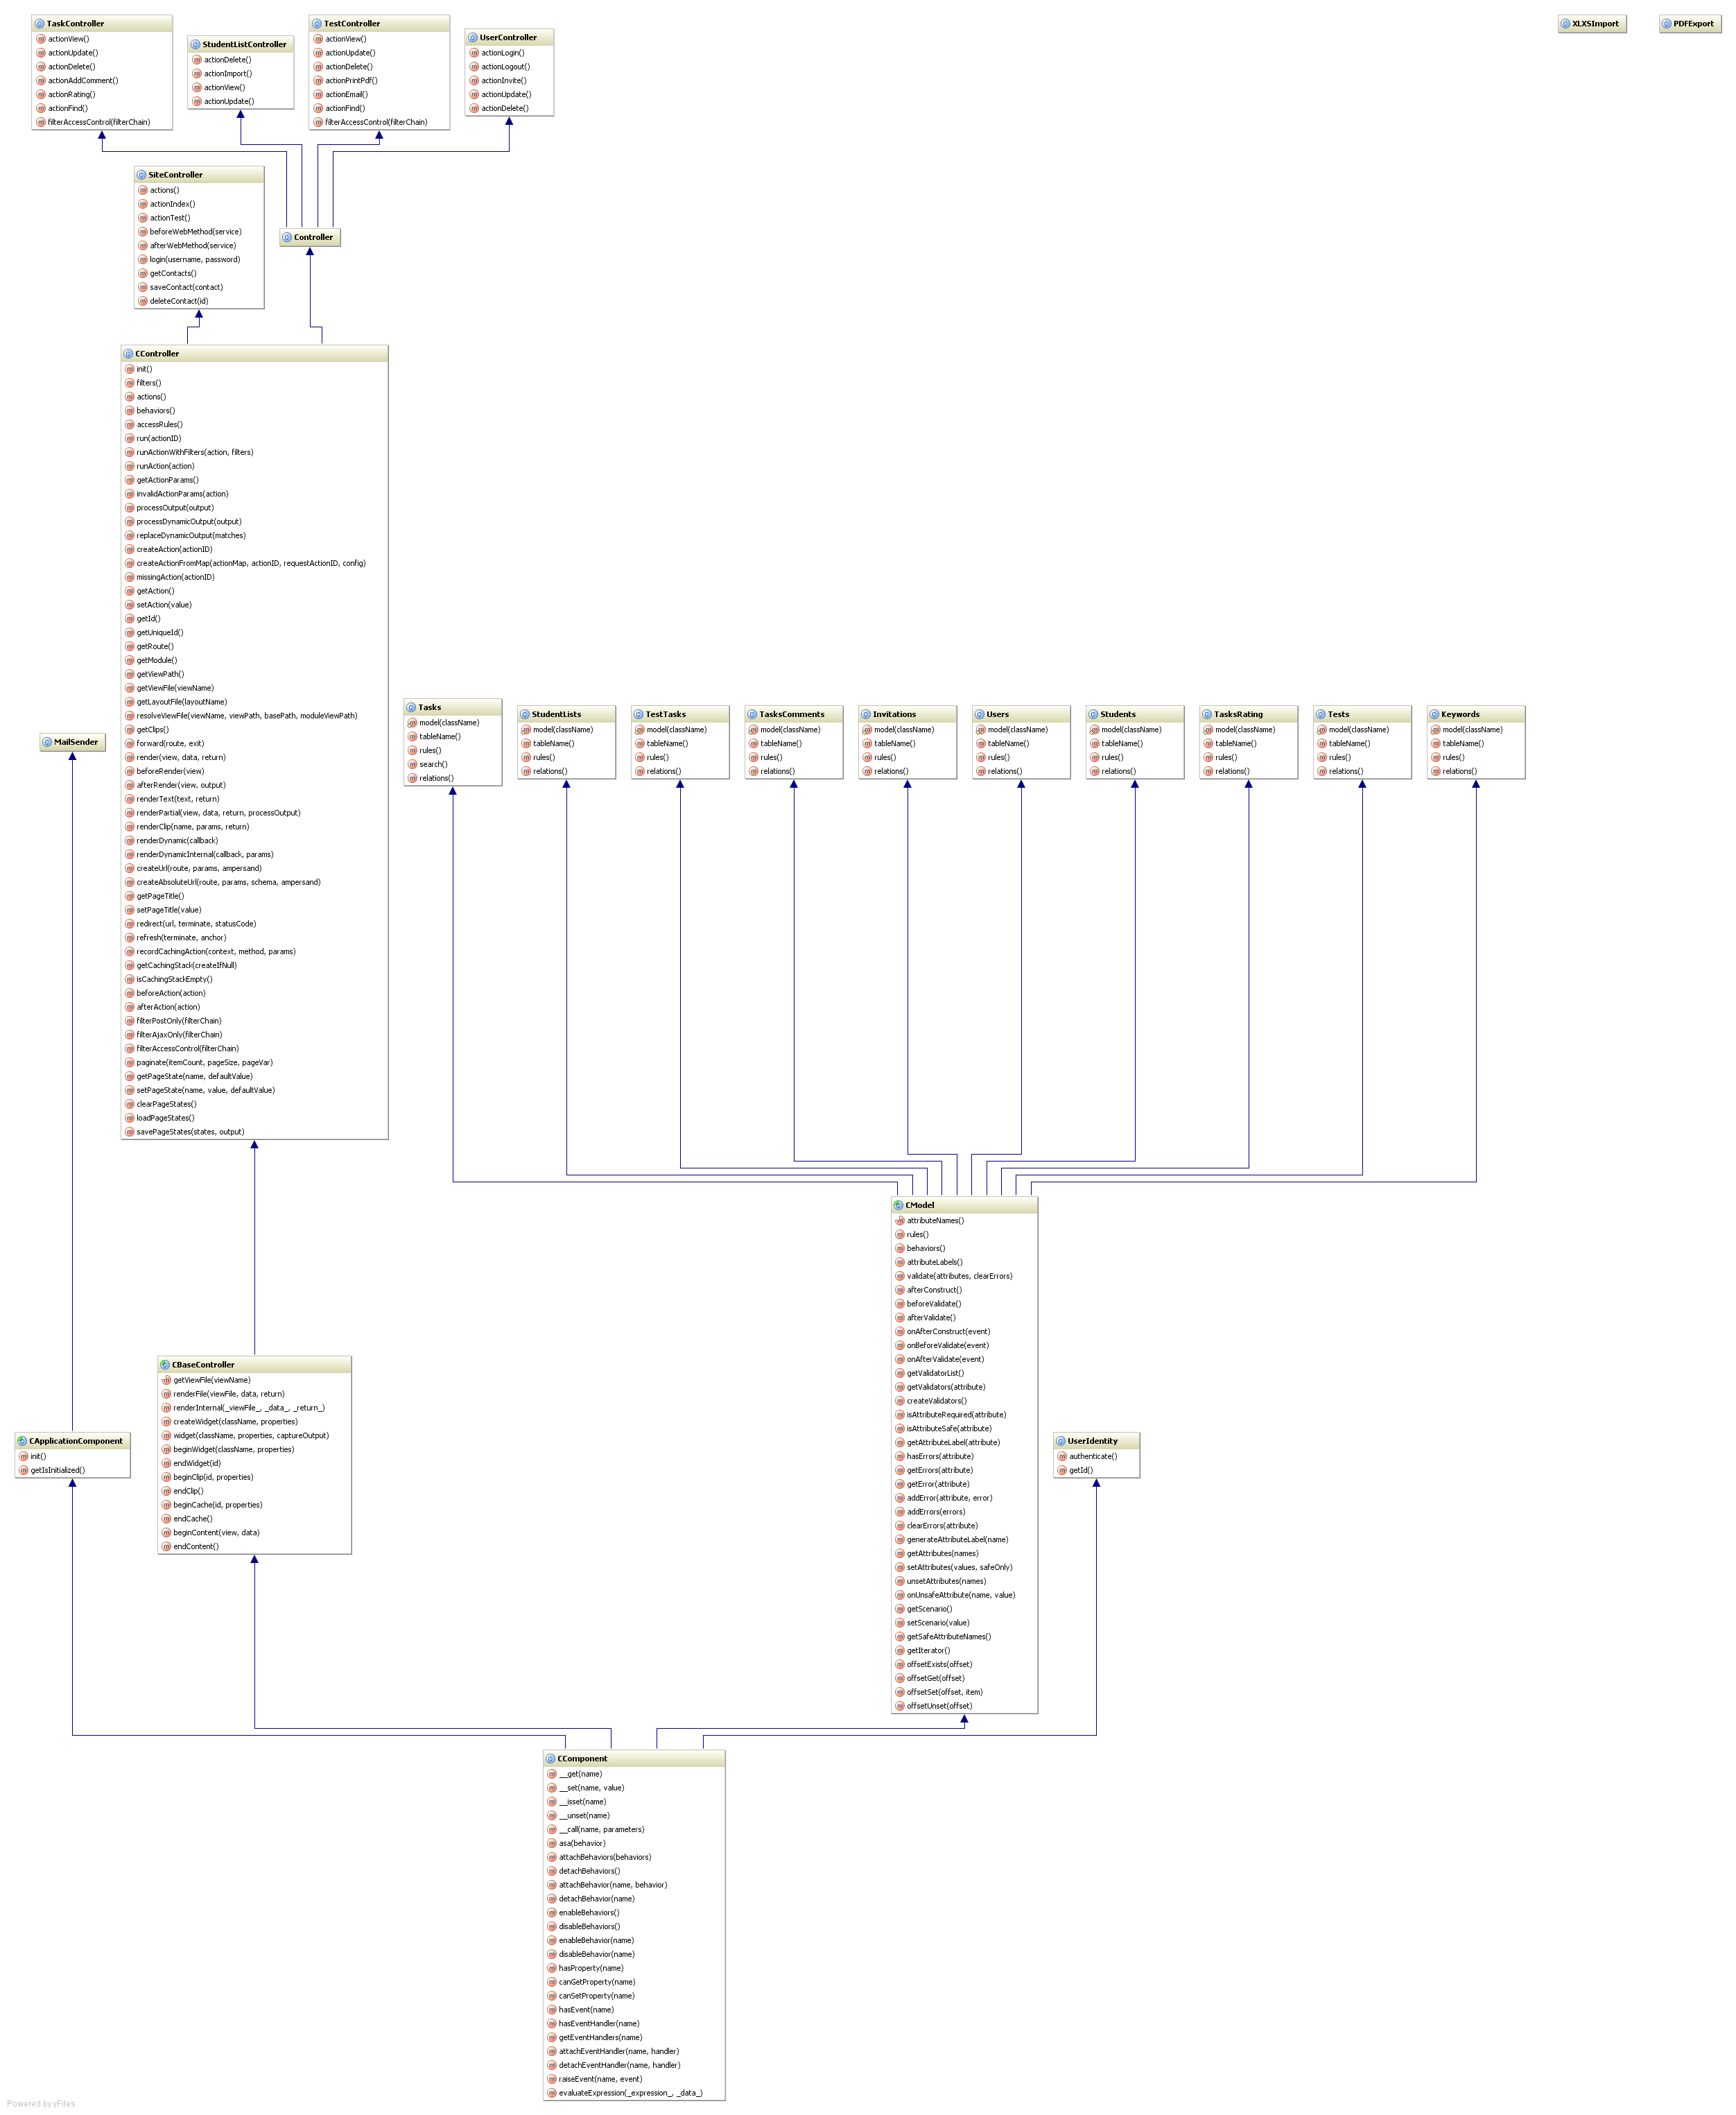 TaskController
actionView()
actionUpdate()
actionDelete()
actionAddComment()
actionRating()
actionFind()
filterAccessControl(filterChain)
StudentListController
actionDelete()
actionImport()
actionView()
actionUpdate()
TestController
actionView()
actionUpdate()
actionDelete()
actionPrintPdf()
actionEmail()
actionFind()
filterAccessControl(filterChain)
UserController
actionLogin()
actionLogout()
actionInvite()
actionUpdate()
actionDelete()
XLXSImport
PDFExport
SiteController
actions()
actionIndex()
actionTest()
beforeWebMethod(service)
afterWebMethod(service)
login(username, password)
getContacts()
saveContact(contact)
deleteContact(id)
Controller
CController
init()
filters()
actions()
behaviors()
accessRules()
run(actionID)
runActionWithFilters(action, filters)
runAction(action)
getActionParams()
invalidActionParams(action)
processOutput(output)
processDynamicOutput(output)
replaceDynamicOutput(matches)
createAction(actionID)
createActionFromMap(actionMap, actionID, requestActionID, config)
missingAction(actionID)
getAction()
setAction(value)
getId()
getUniqueId()
getRoute()
getModule()
getViewPath()
getViewFile(viewName)
getLayoutFile(layoutName)
resolveViewFile(viewName, viewPath, basePath, moduleViewPath)
getClips()
forward(route, exit)
render(view, data, return)
beforeRender(view)
afterRender(view, output)
renderText(text, return)
renderPartial(view, data, return, processOutput)
renderClip(name, params, return)
renderDynamic(callback)
renderDynamicInternal(callback, params)
createUrl(route, params, ampersand)
createAbsoluteUrl(route, params, schema, ampersand)
getPageTitle()
setPageTitle(value)
redirect(url, terminate, statusCode)
refresh(terminate, anchor)
recordCachingAction(context, method, params)
getCachingStack(createIfNull)
isCachingStackEmpty()
beforeAction(action)
afterAction(action)
filterPostOnly(filterChain)
filterAjaxOnly(filterChain)
filterAccessControl(filterChain)
paginate(itemCount, pageSize, pageVar)
getPageState(name, defaultValue)
setPageState(name, value, defaultValue)
clearPageStates()
loadPageStates()
savePageStates(states, output)
MailSender
Tasks
model(className)
tableName()
rules()
search()
relations()
StudentLists
model(className)
tableName()
rules()
relations()
TestTasks
model(className)
tableName()
rules()
relations()
TasksComments
model(className)
tableName()
rules()
relations()
Invitations
model(className)
tableName()
rules()
relations()
Users
model(className)
tableName()
rules()
relations()
Students
model(className)
tableName()
rules()
relations()
TasksRating
model(className)
tableName()
rules()
relations()
Tests
model(className)
tableName()
rules()
relations()
Keywords
model(className)
tableName()
rules()
relations()
CModel
attributeNames()
rules()
behaviors()
attributeLabels()
validate(attributes, clearErrors)
afterConstruct()
beforeValidate()
afterValidate()
onAfterConstruct(event)
onBeforeValidate(event)
onAfterValidate(event)
getValidatorList()
getValidators(attribute)
createValidators()
isAttributeRequired(attribute)
isAttributeSafe(attribute)
getAttributeLabel(attribute)
hasErrors(attribute)
getErrors(attribute)
getError(attribute)
addError(attribute, error)
addErrors(errors)
clearErrors(attribute)
generateAttributeLabel(name)
getAttributes(names)
setAttributes(values, safeOnly)
unsetAttributes(names)
onUnsafeAttribute(name, value)
getScenario()
setScenario(value)
getSafeAttributeNames()
getIterator()
offsetExists(offset)
offsetGet(offset)
offsetSet(offset, item)
offsetUnset(offset)
CBaseController
getViewFile(viewName)
renderFile(viewFile, data, return)
renderInternal(_viewFile_, _data_, _return_)
createWidget(className, properties)
widget(className, properties, captureOutput)
beginWidget(className, properties)
endWidget(id)
beginClip(id, properties)
endClip()
beginCache(id, properties)
endCache()
beginContent(view, data)
endContent()
CApplicationComponent
init()
getIsInitialized()
UserIdentity
authenticate()
getId()
CComponent
__get(name)
__set(name, value)
__isset(name)
__unset(name)
__call(name, parameters)
asa(behavior)
attachBehaviors(behaviors)
detachBehaviors()
attachBehavior(name, behavior)
detachBehavior(name)
enableBehaviors()
disableBehaviors()
enableBehavior(name)
disableBehavior(name)
hasProperty(name)
canGetProperty(name)
canSetProperty(name)
hasEvent(name)
hasEventHandler(name)
getEventHandlers(name)
attachEventHandler(name, handler)
detachEventHandler(name, handler)
raiseEvent(name, event)
evaluateExpression(_expression_, _data_)
Powered by yFiles